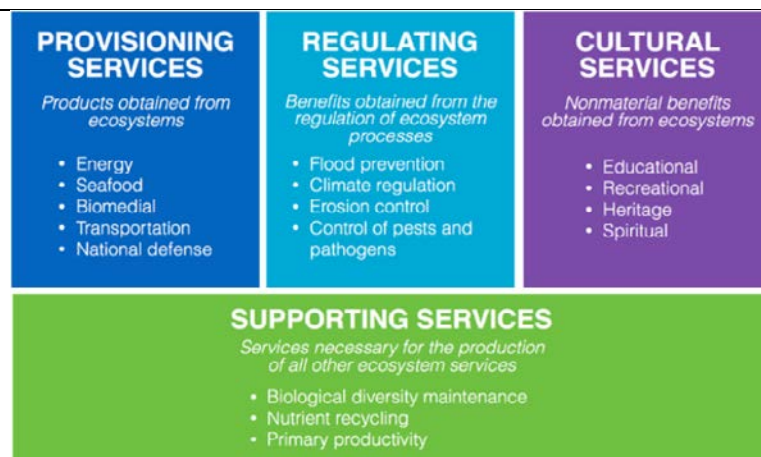 PROVISIONING
SERVICES
Products obtained from
ecosystems
• Energy
• Seafood
• Biomedial
• Transportation
• National defense
REGULATING
SERVICES
Benefits obtained from the
regulation of ecosystem
processes
• Flood prevention
• Climate regulation
• Erosion control
• Control of pests and
pathogens
CULTURAL
SERVICES
Nonmaterial benefits
obtained from ecosystems
• Educational
• Recreational
• Heritage
• Spiritual
SUPPORTING SERVICES
Services necessary for the production
of all other ecosystem services
• Biological diversity maintenance
• Nutrient recycling
• Primary productivity